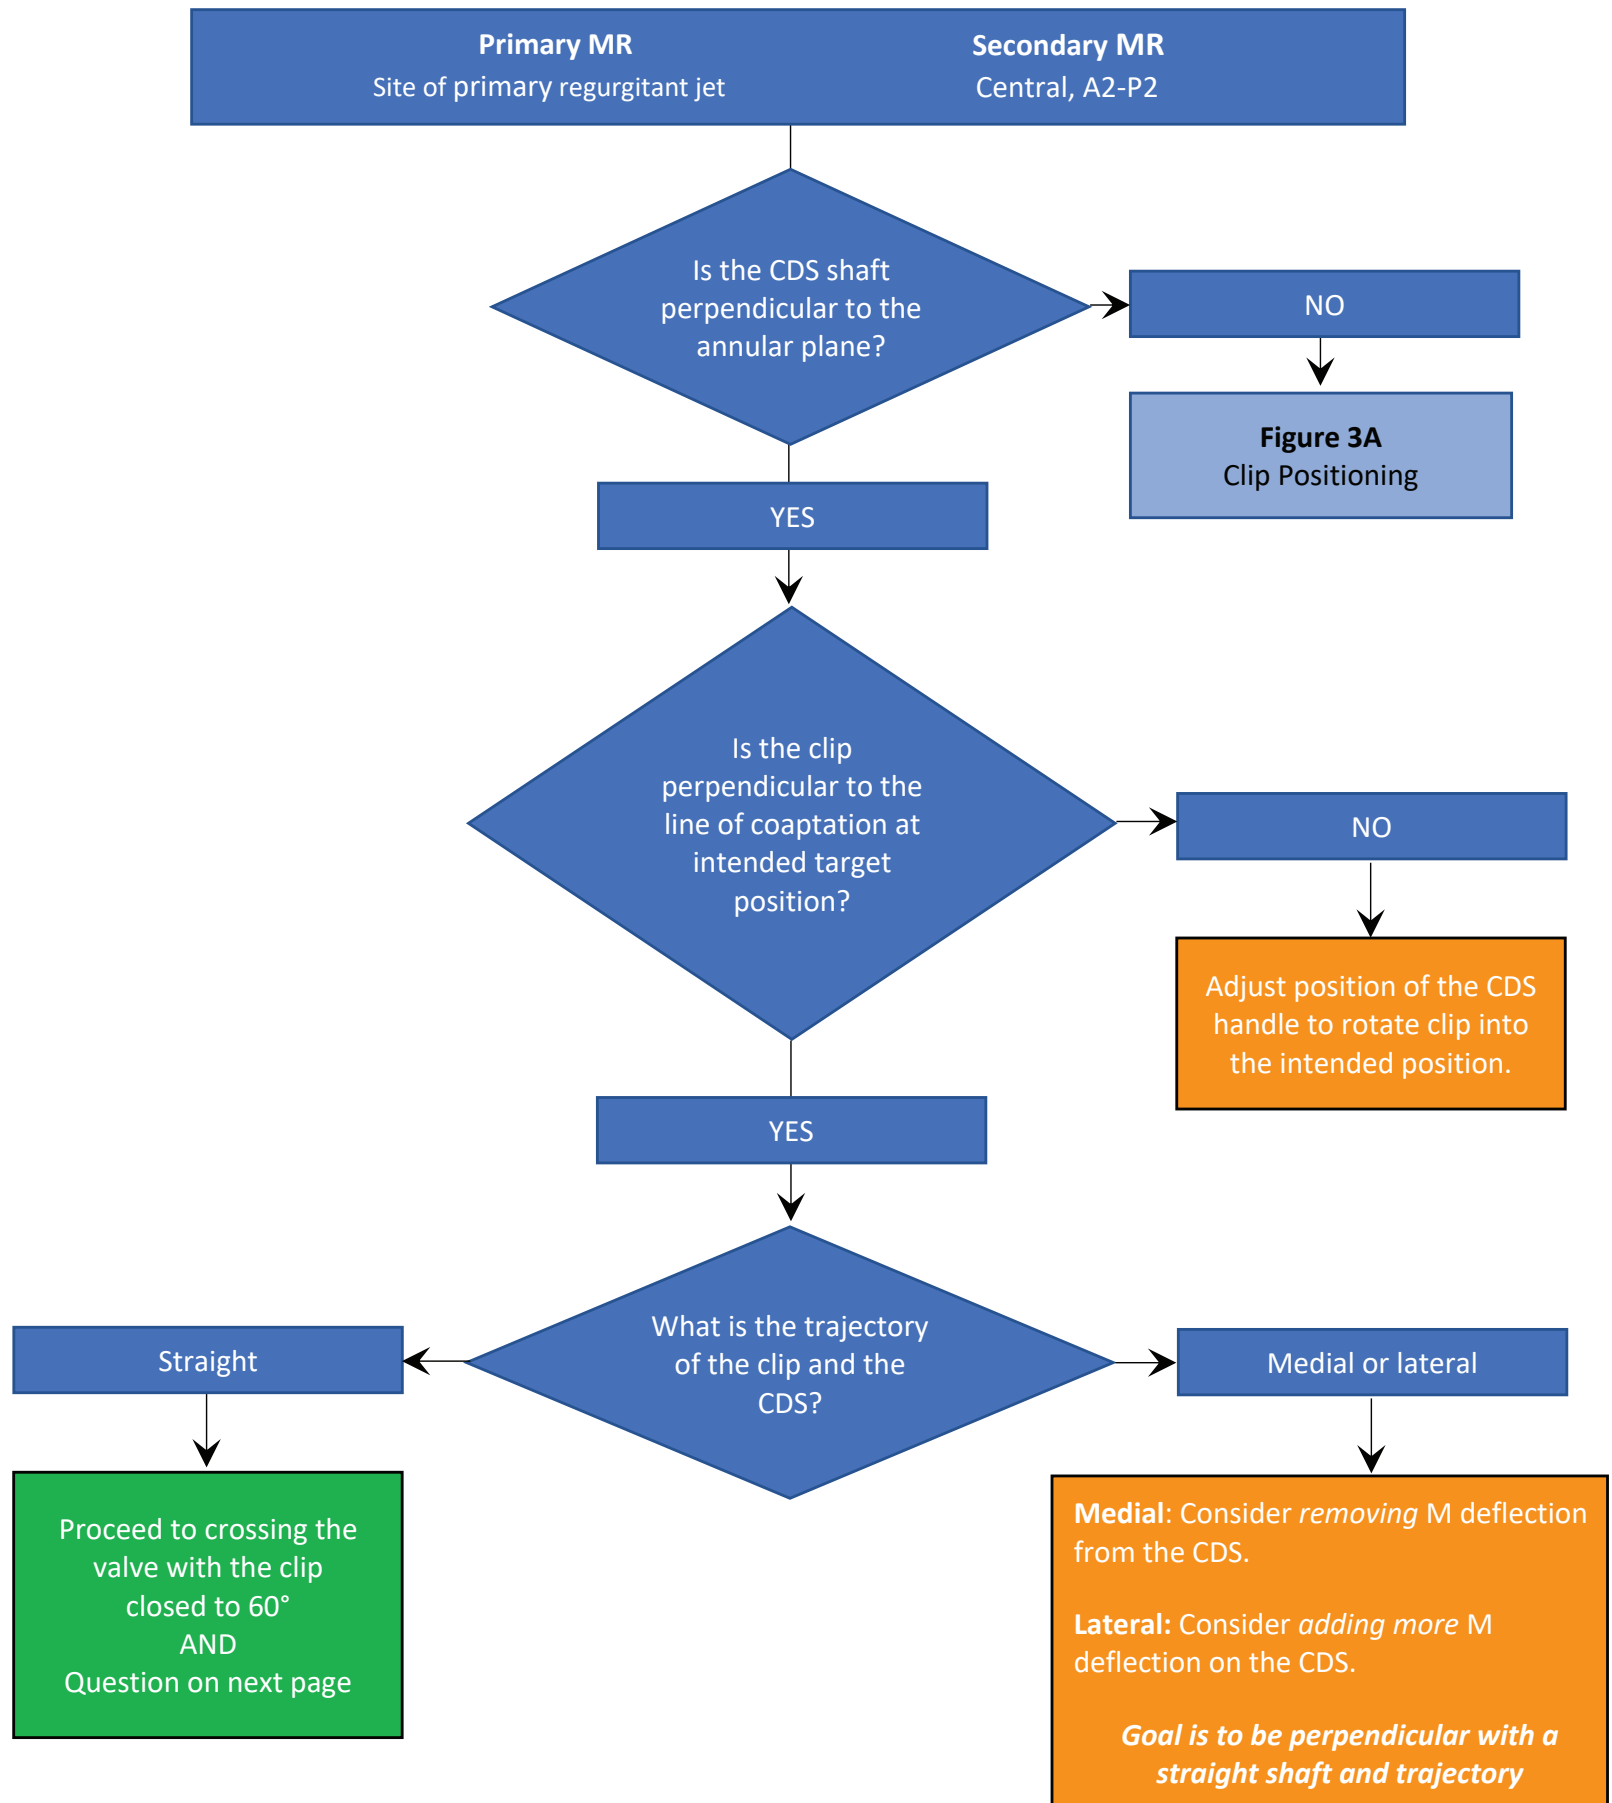 Primary MR
Site of primary regurgitant jet
Secondary MR
Central, A2-P2
Is the CDS shaft
perpendicular to the
annular plane?
NO
Figure 3A
Clip Positioning
YES
Is the clip
perpendicular to the
line of coaptation at
intended target
position?
NO
Adjust position of the CDS
handle to rotate clip into
the intended position.
YES
What is the trajectory
of the clip and the
CDS?
Straight
Medial or lateral
Proceed to crossing the
valve with the clip
closed to 60°
AND
Question on next page
Medial: Consider removing M deflection
from the CDS.
Lateral: Consider adding more M
deflection on the CDS.
Goal is to be perpendicular with a
straight shaft and trajectory